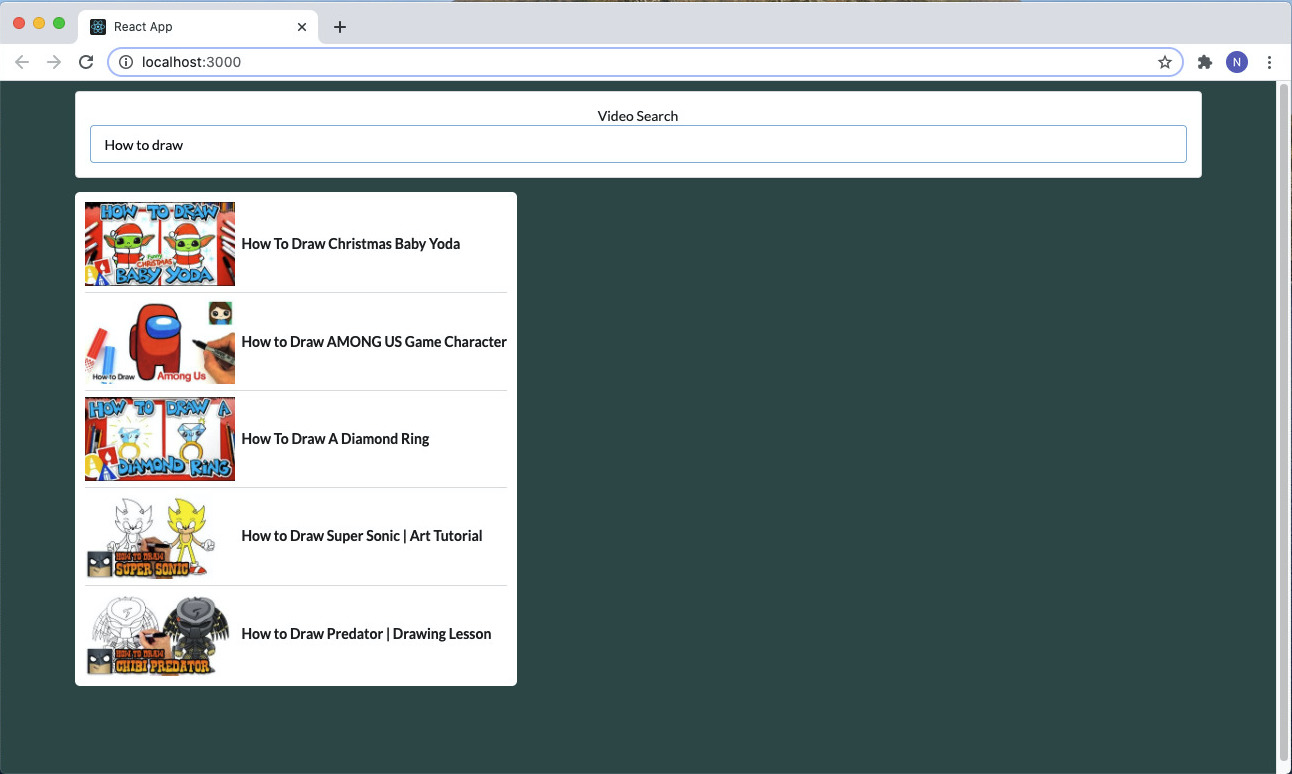 React App
localhost:3000
N
Video Search
How to draw
HOW TO DRAW
Funny
CHRISTMAS
BABY YODA
How To Draw Christmas Baby Yoda
How to Draw Among Us
How to Draw AMONG US Game Character
HOW TO DRAW A
DIAMOND RING
How To Draw A Diamond Ring
HOW TO DRAW
SUPER SONIC
How to Draw Super Sonic | Art Tutorial
HOW TO DRAW
CHIBI PREDATOR
How to Draw Predator | Drawing Lesson